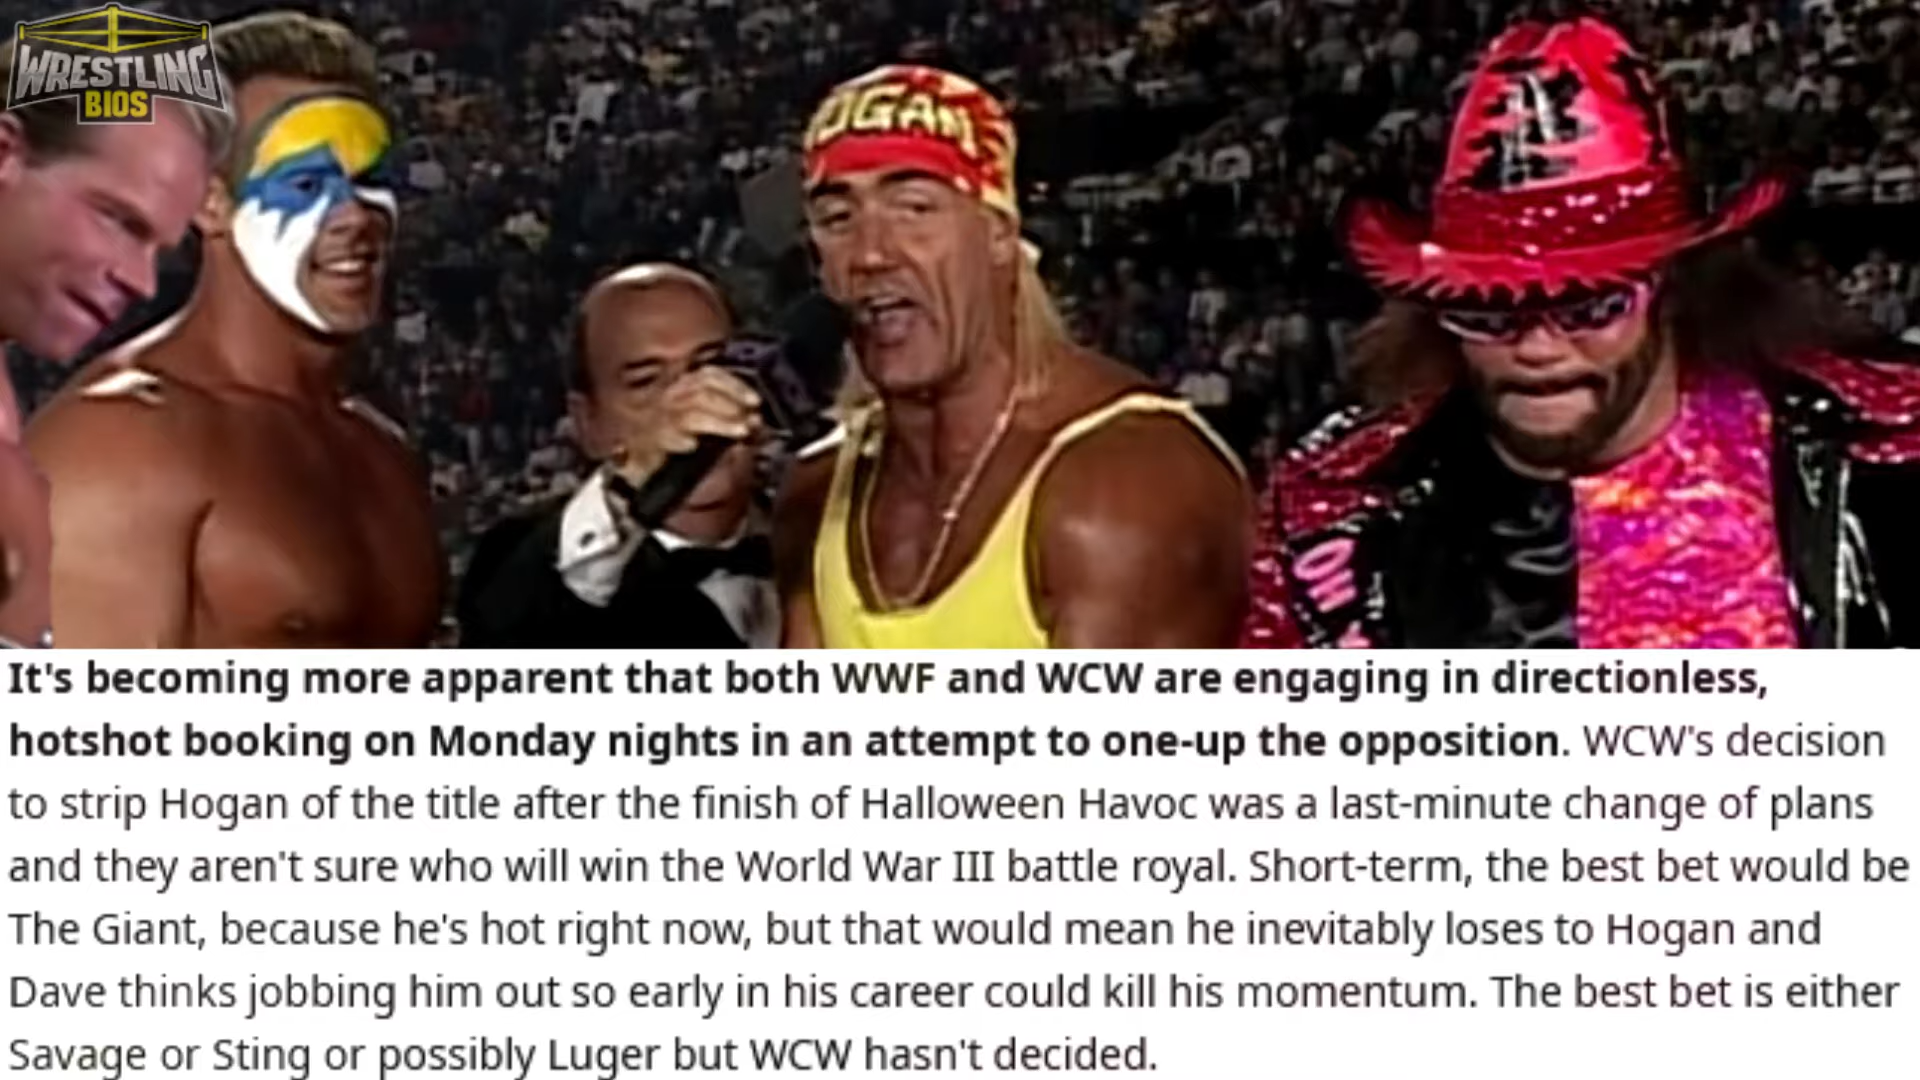 WRESTLING
BIOS
HOGAN
OH
It's becoming more apparent that both WWF and WCW are engaging in directionless,
hotshot booking on Monday nights in an attempt to one-up the opposition. WCW's decision
to strip Hogan of the title after the finish of Halloween Havoc was a last-minute change of plans
and they aren't sure who will win the World War III battle royal. Short-term, the best bet would be
The Giant, because he's hot right now, but that would mean he inevitably loses to Hogan and
Dave thinks jobbing him out so early in his career could kill his momentum. The best bet is either
Savage or Sting or possibly Luger but WCW hasn't decided.